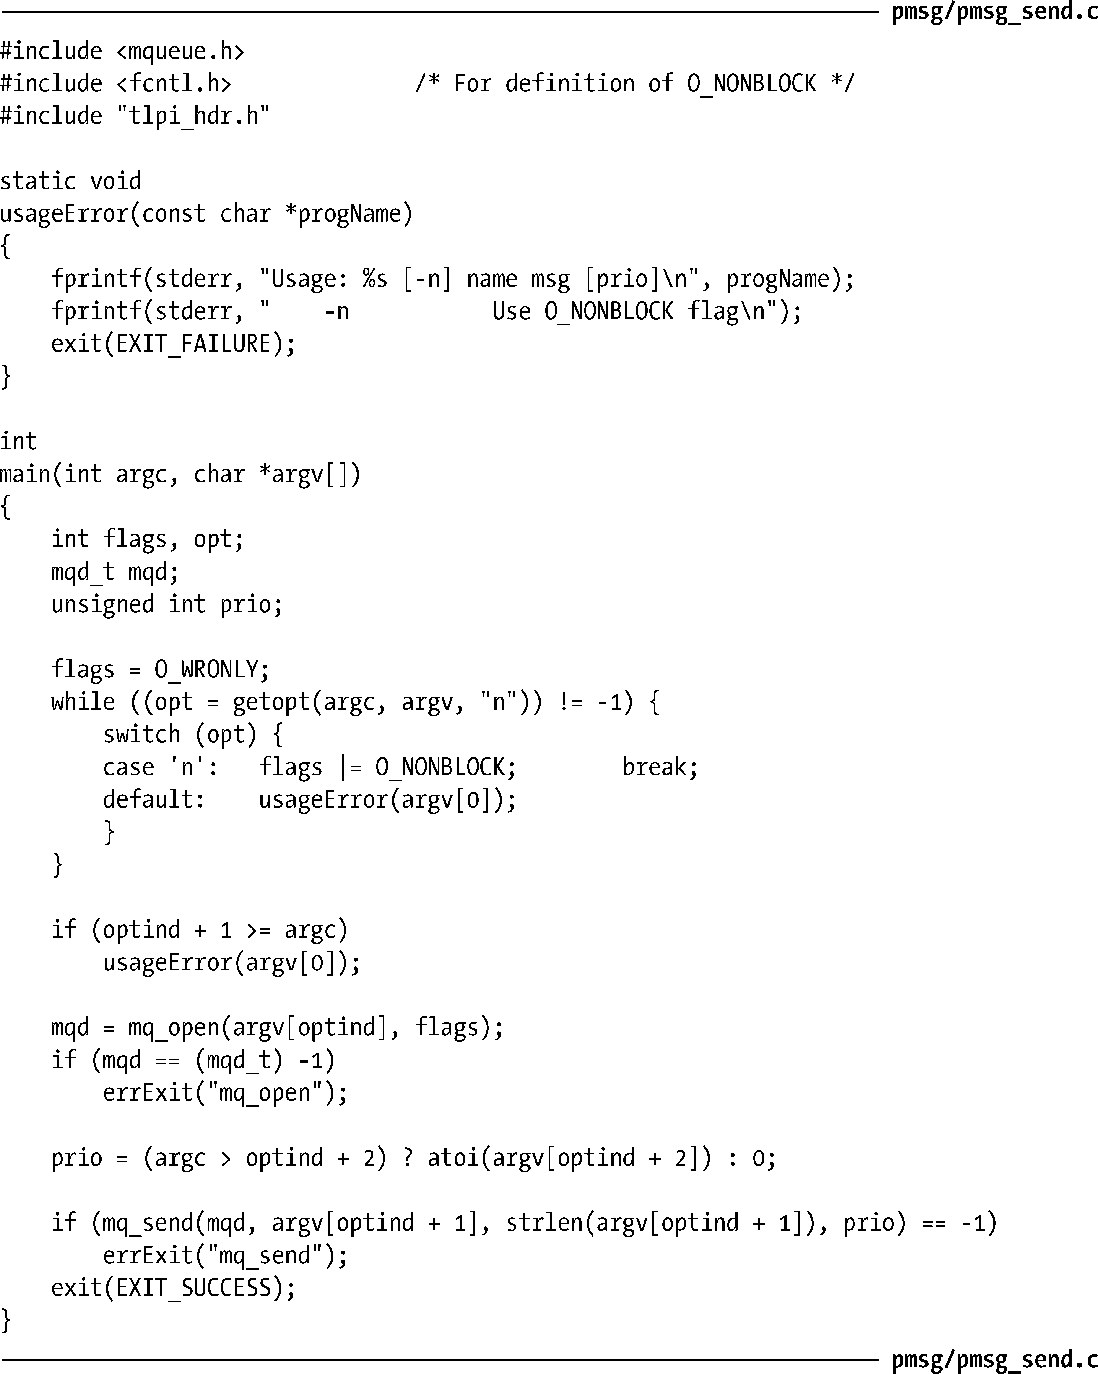 pmsg/pmsg_send.c
#include <mqueue.h>
#include <fcntl.h>              /* For definition of O_NONBLOCK */
#include "tlpi_hdr.h"

static void
usageError(const char *progName)
{
    fprintf(stderr, "Usage: %s [-n] name msg [prio]\n", progName);
    fprintf(stderr, "    -n           Use O_NONBLOCK flag\n");
    exit(EXIT_FAILURE);
}

int
main(int argc, char *argv[])
{
    int flags, opt;
    mqd_t mqd;
    unsigned int prio;

    flags = O_WRONLY;
    while ((opt = getopt(argc, argv, "n")) != -1) {
        switch (opt) {
        case 'n':   flags |= O_NONBLOCK;        break;
        default:    usageError(argv[0]);
        }
    }

    if (optind + 1 >= argc)
        usageError(argv[0]);

    mqd = mq_open(argv[optind], flags);
    if (mqd == (mqd_t) -1)
        errExit("mq_open");

    prio = (argc > optind + 2) ? atoi(argv[optind + 2]) : 0;

    if (mq_send(mqd, argv[optind + 1], strlen(argv[optind + 1]), prio) == -1)
        errExit("mq_send");
    exit(EXIT_SUCCESS);
}
pmsg/pmsg_send.c